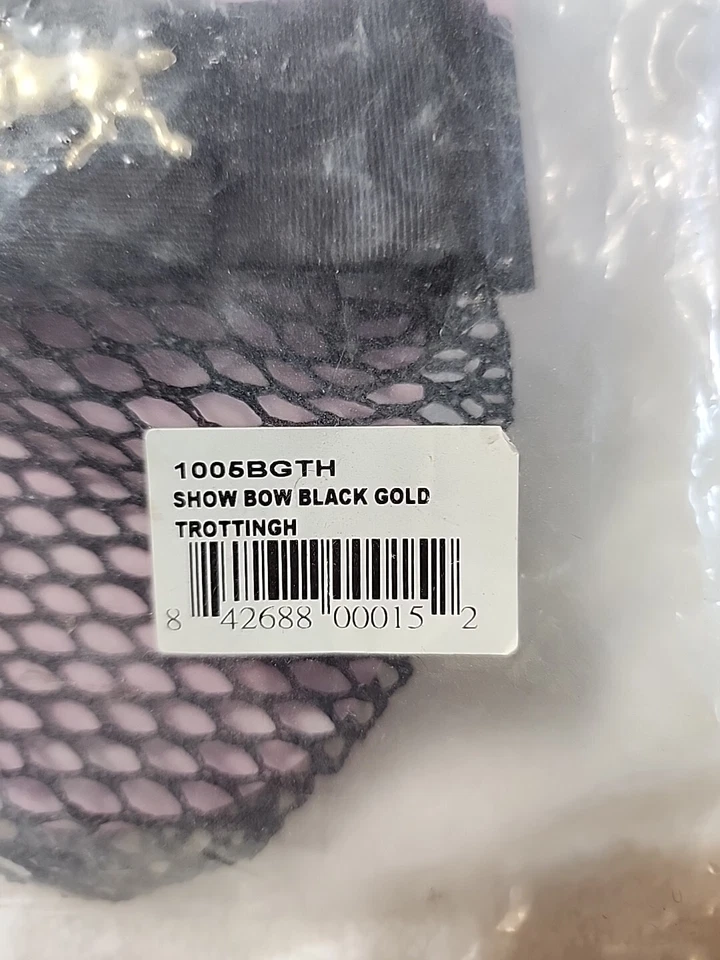 1005BGTH
SHOW BOW BLACK GOLD
TROTTINGH
8 42688 00015 2